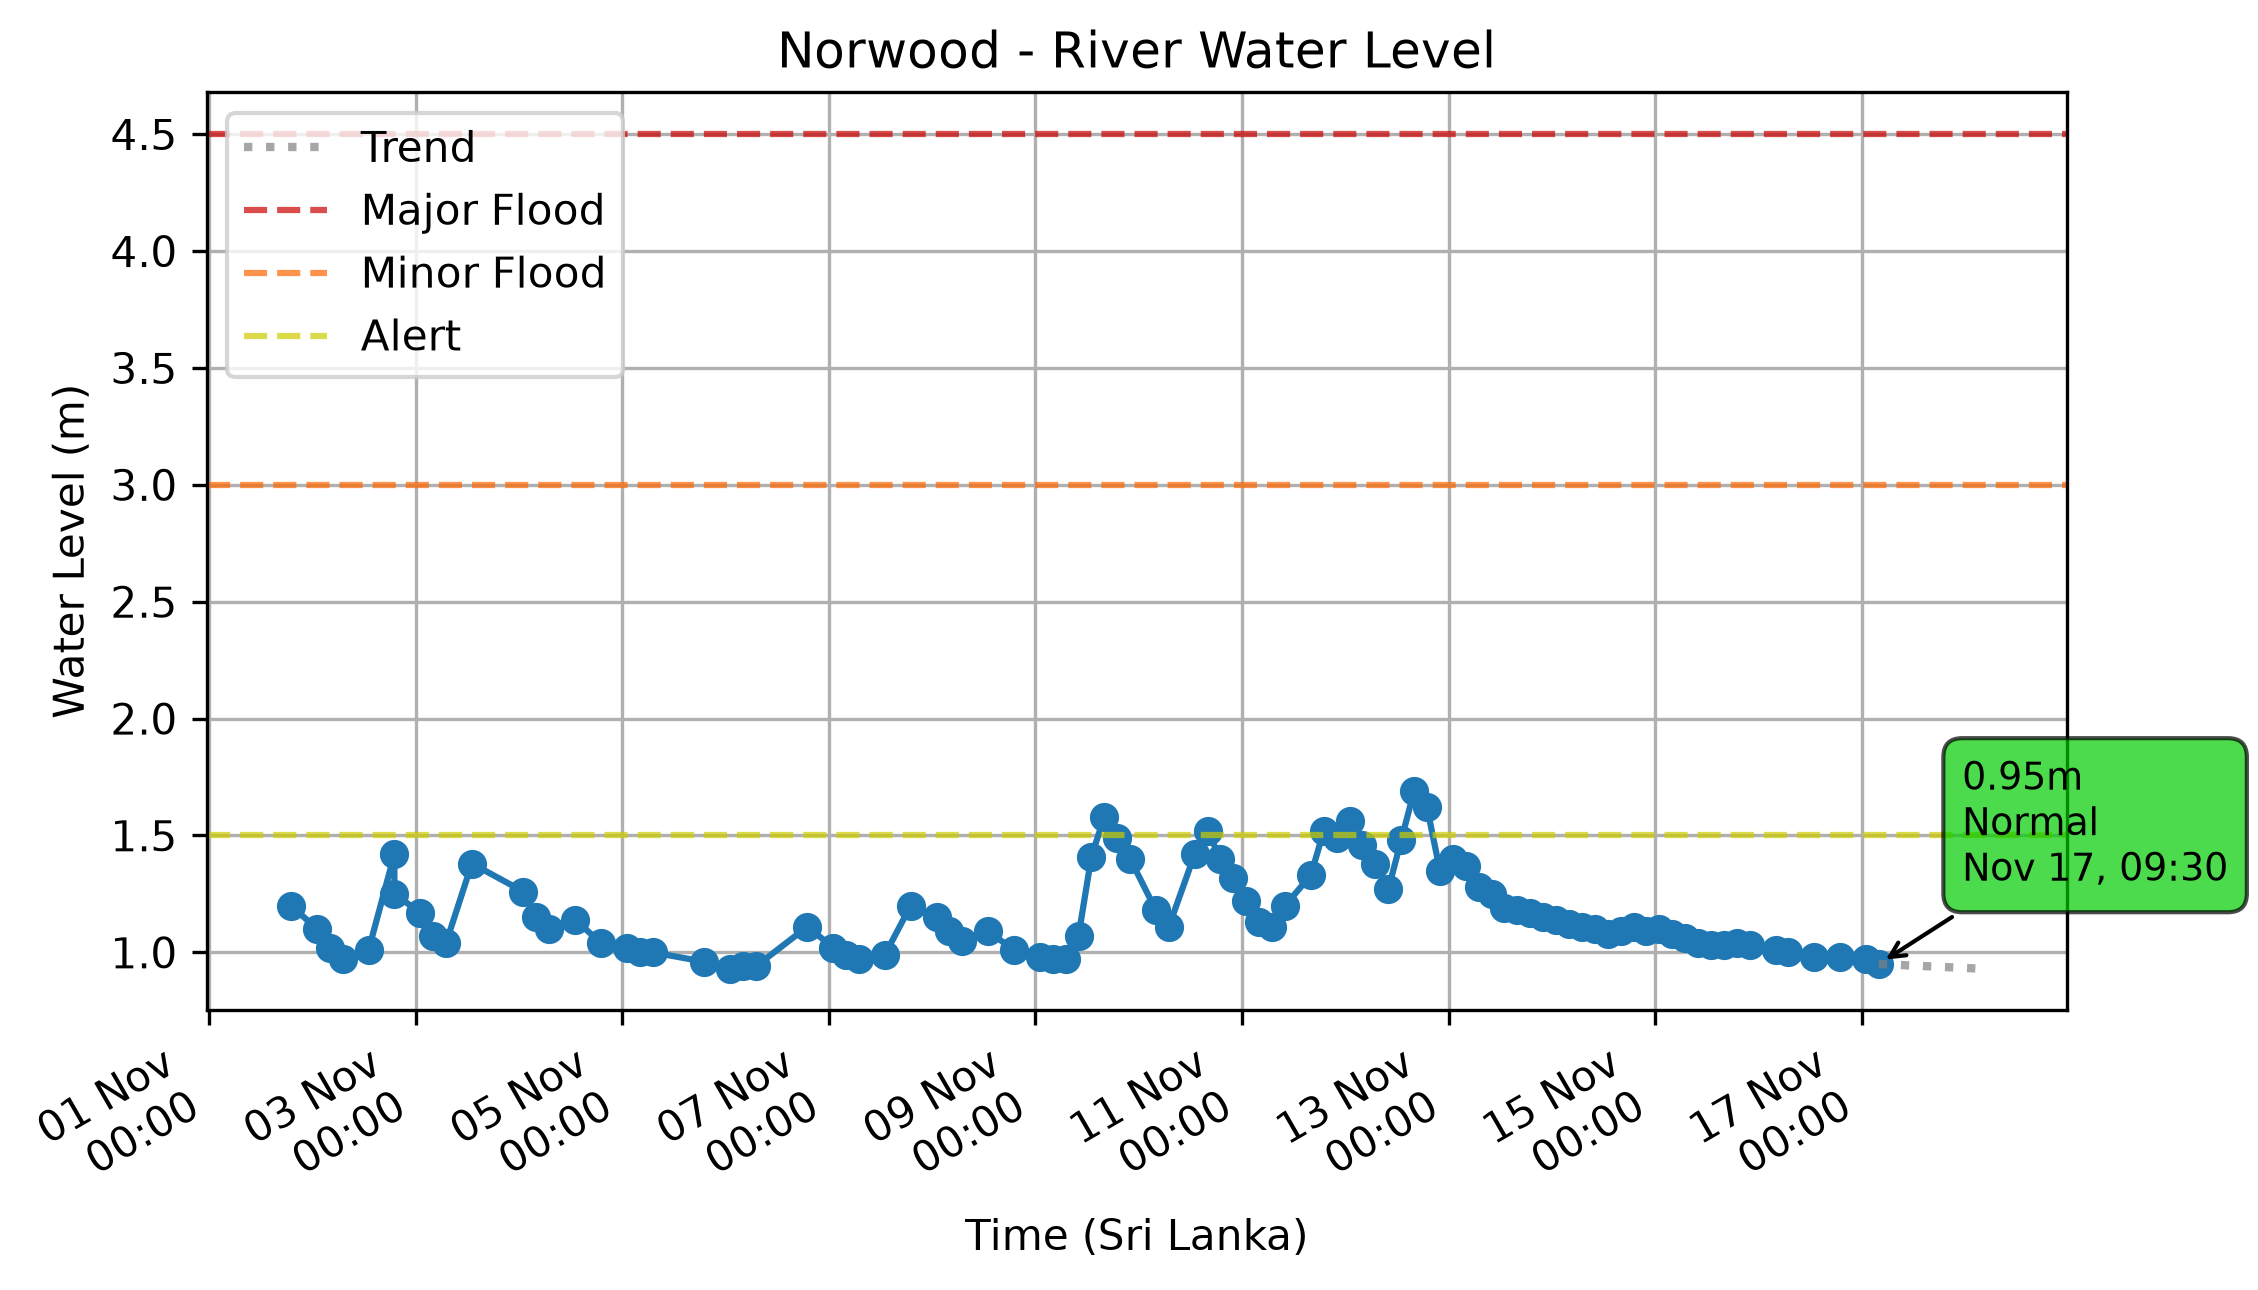 Norwood - River Water Level
Trend
Major Flood
Minor Flood
Alert
Water Level (m)
4.5
4.0
3.5
3.0
2.5
2.0
1.5
1.0
0.95m
Normal
Nov 17, 09:30
01 Nov
00:00
03 Nov
00:00
05 Nov
00:00
07 Nov
00:00
09 Nov
00:00
11 Nov
00:00
13 Nov
00:00
15 Nov
00:00
17 Nov
00:00
Time (Sri Lanka)